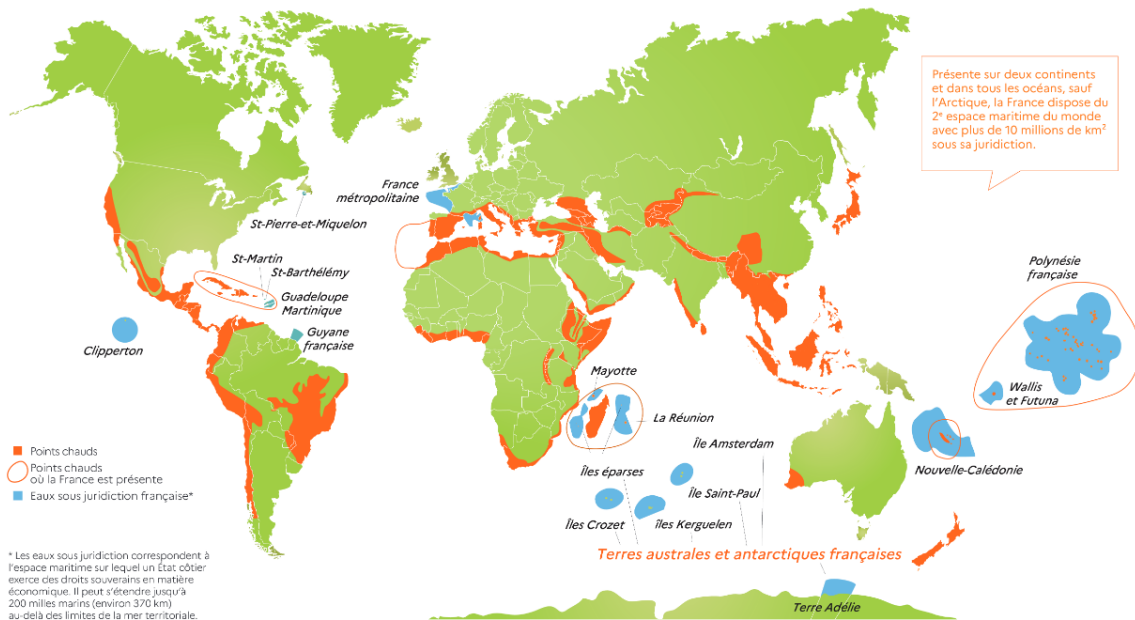 Présente sur deux continents
et dans tous les océans, sauf
l'Arctique, la France dispose du
2e espace maritime du monde
avec plus de 10 millions de km²
sous sa juridiction.
France
métropolitaine
St-Pierre-et-Miquelon
St-Martin
St-Barthélémy
Guadeloupe
Martinique
Guyane
française
Clipperton
Polynésie
française
Wallis
et Futuna
Mayotte
La Réunion
Île Amsterdam
Îles éparses
Île Saint-Paul
Îles Crozet
îles Kerguelen
Nouvelle-Calédonie
Terres australes et antarctiques françaises
Terre Adélie
Points chauds
Points chauds
où la France est présente
Eaux sous juridiction française*
* Les eaux sous juridiction correspondent à
l'espace maritime sur lequel un État côtier
exerce des droits souverains en matière
économique. Il peut s'étendre jusqu'à
200 milles marins (environ 370 km)
au-delà des limites de la mer territoriale.